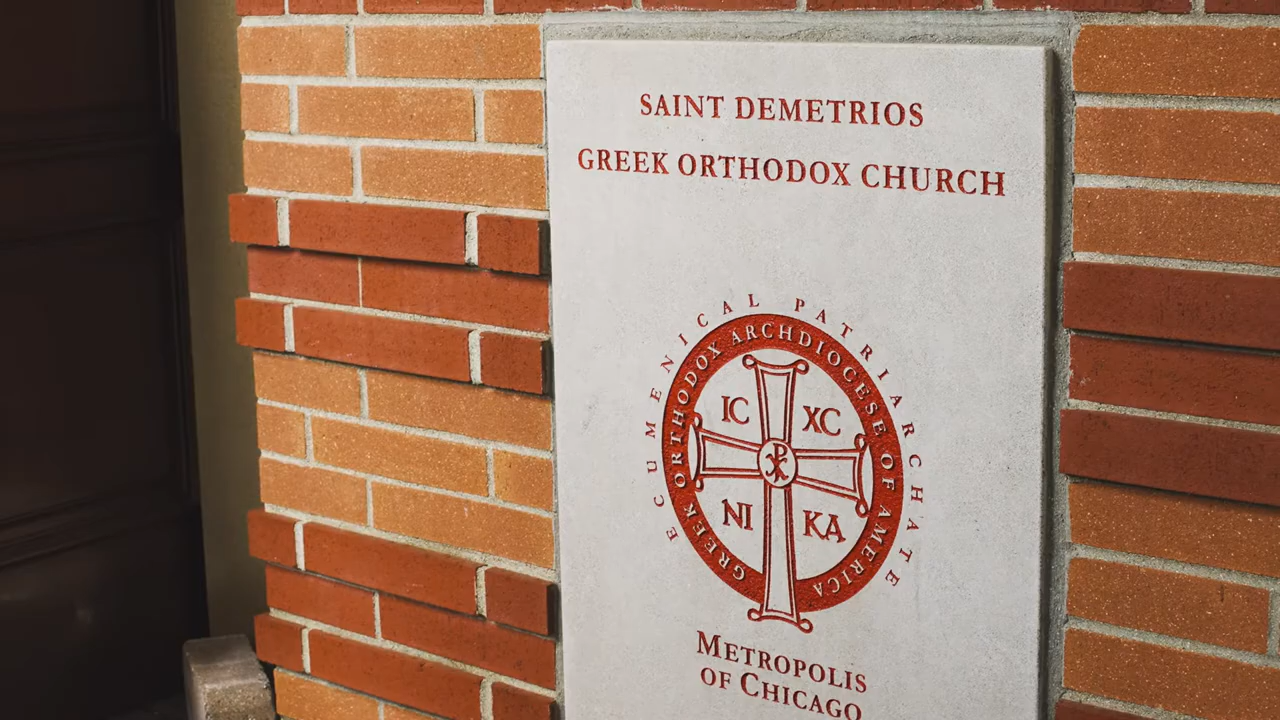 SAINT DEMETRIOS
GREEK ORTHODOX CHURCH
ECUMENICAL PATRIARCHATE
GREEK ORTHODOX ARCHDIOCESE OF AMERICA
IC XC
NI KA
METROPOLIS
OF CHICAGO